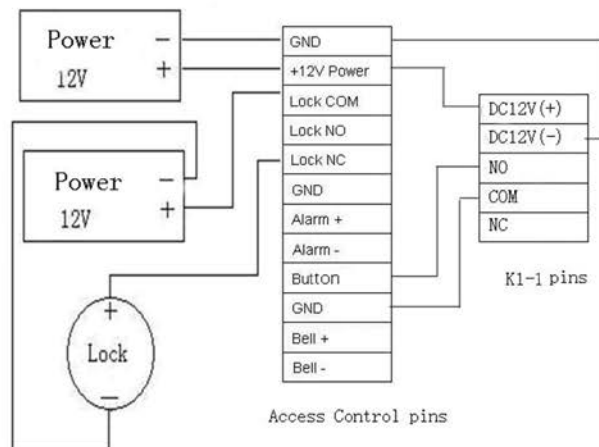 Power −
12V +
Power −
12V +
+
Lock
−
GND
+12V Power
Lock COM
Lock NO
Lock NC
GND
Alarm +
Alarm -
Button
GND
Bell +
Bell -
Access Control pins
DC12V(+)
DC12V(-)
NO
COM
NC
K1-1 pins